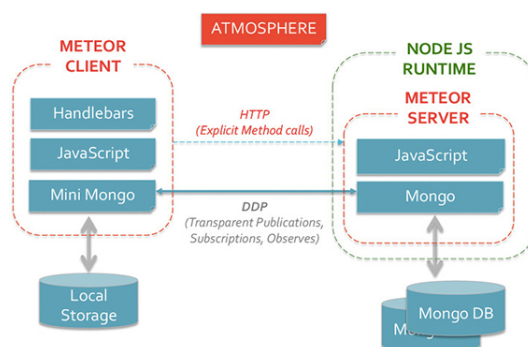 ATMOSPHERE
METEOR
CLIENT
Handlebars
JavaScript
Mini Mongo
Local
Storage
HTTP
(Explicit Method calls)
DDP
(Transparent Publications,
Subscriptions, Observes)
NODE JS
RUNTIME
METEOR
SERVER
JavaScript
Mongo
Mongo DB